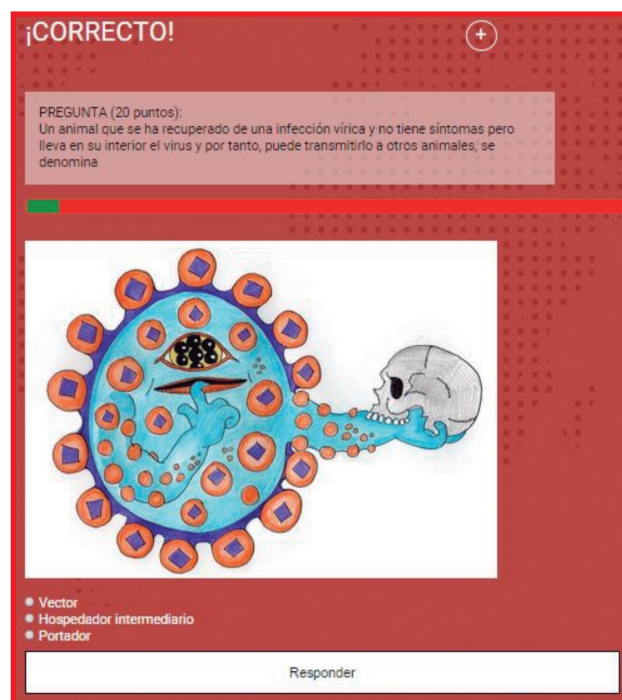 ¡CORRECTO!
+
PREGUNTA (20 puntos):
Un animal que se ha recuperado de una infección vírica y no tiene síntomas pero
lleva en su interior el virus y por tanto, puede transmitirlo a otros animales, se
denomina
Vector
Hospedador intermediario
Portador
Responder